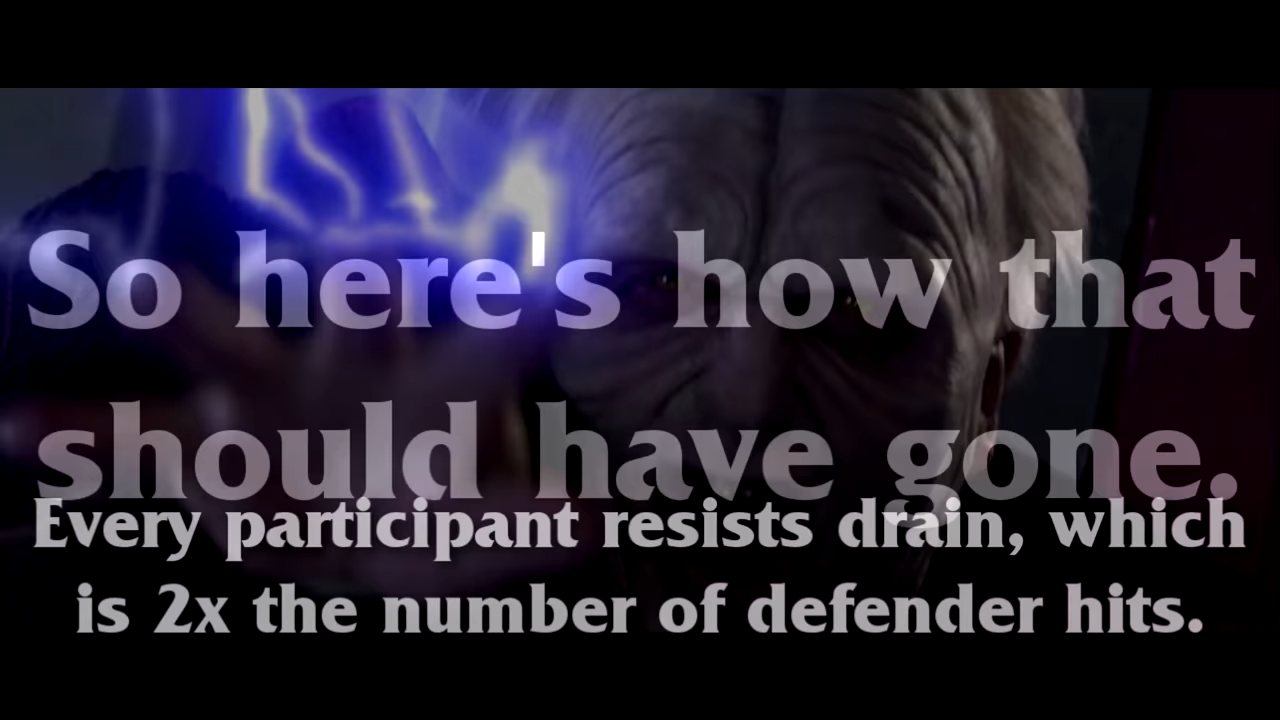 So here's how that
should have gone.
Every participant resists drain, which
is 2x the number of defender hits.